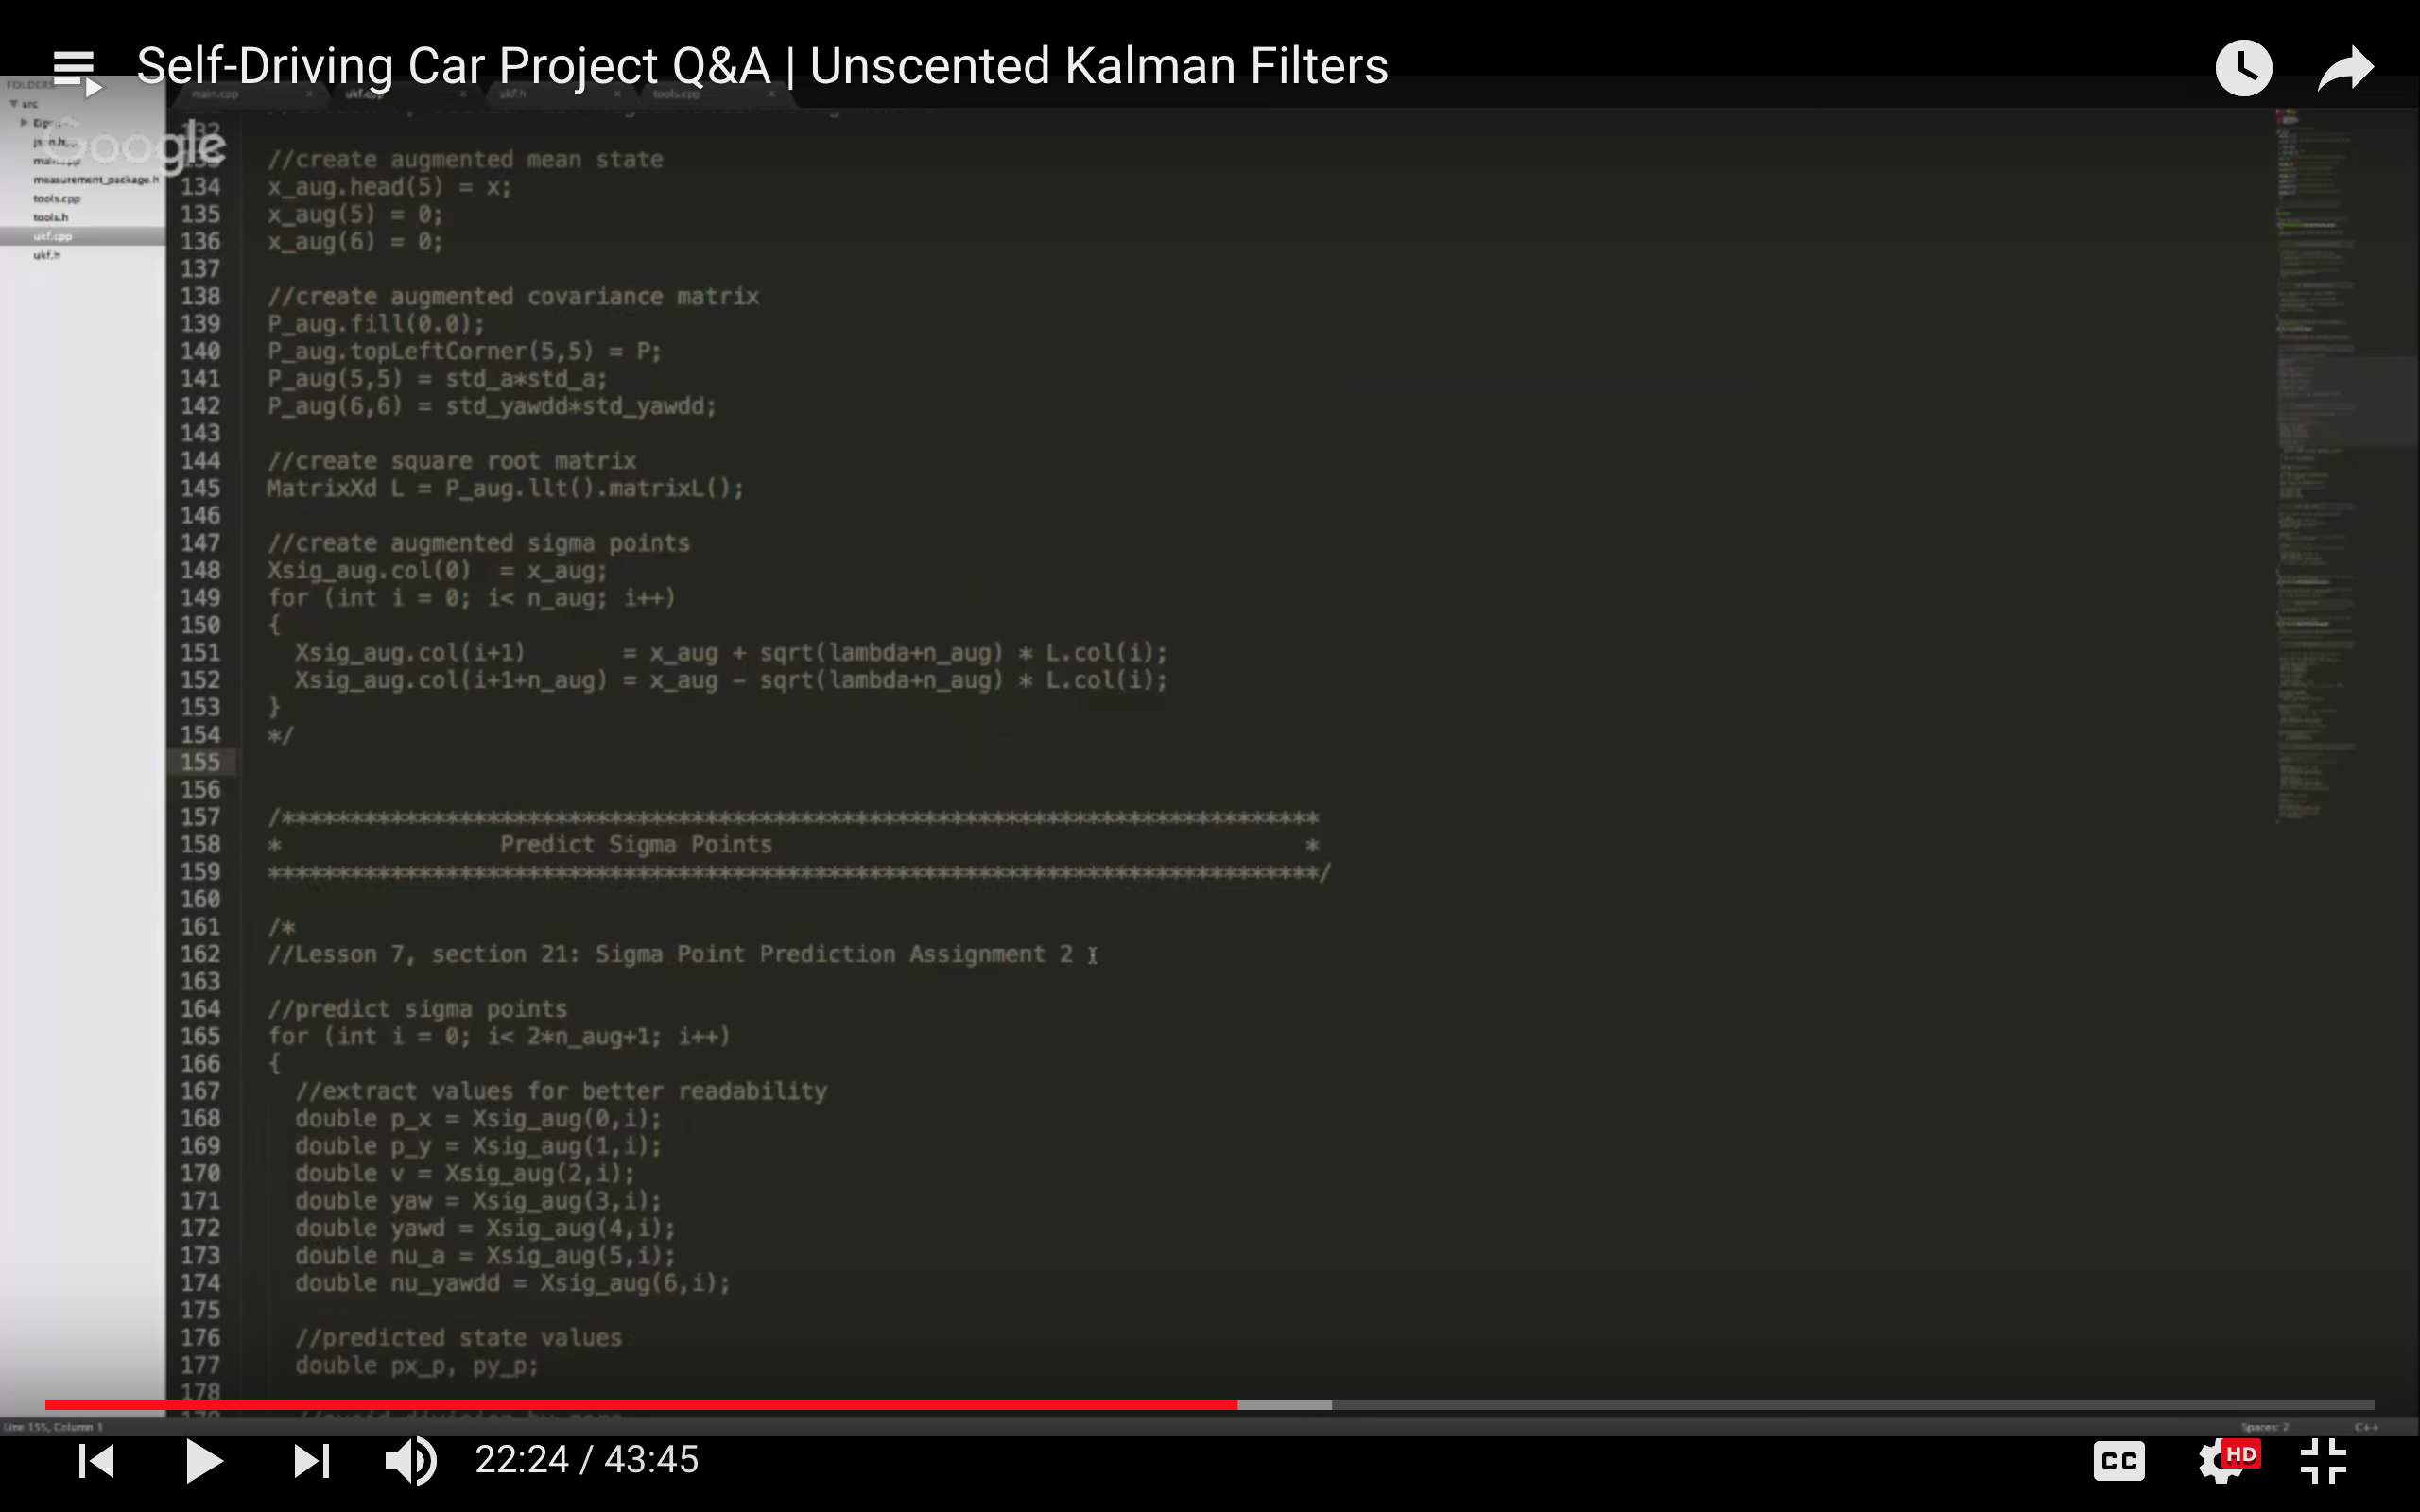 Self-Driving Car Project Q&A | Unscented Kalman Filters
FOLDERS
main.cpp
ukf.cpp
ukf.h
tools.cpp
src
Google
json.h
main.cpp
measurement_package.h
tools.cpp
tools.h
ukf.cpp
ukf.h
132
133 //create augmented mean state
134 x_aug.head(5) = x;
135 x_aug(5) = 0;
136 x_aug(6) = 0;
137
138 //create augmented covariance matrix
139 P_aug.fill(0.0);
140 P_aug.topLeftCorner(5,5) = P;
141 P_aug(5,5) = std_a*std_a;
142 P_aug(6,6) = std_yawdd*std_yawdd;
143
144 //create square root matrix
145 MatrixXd L = P_aug.llt().matrixL();
146
147 //create augmented sigma points
148 Xsig_aug.col(0)  = x_aug;
149 for (int i = 0; i< n_aug; i++)
150 {
151   Xsig_aug.col(i+1)       = x_aug + sqrt(lambda+n_aug) * L.col(i);
152   Xsig_aug.col(i+1+n_aug) = x_aug - sqrt(lambda+n_aug) * L.col(i);
153 }
154 */
155
156
157 /****************************************************************************
158 *                Predict Sigma Points                                       *
159 *****************************************************************************/
160
161 /*
162 //Lesson 7, section 21: Sigma Point Prediction Assignment 2
163
164 //predict sigma points
165 for (int i = 0; i< 2*n_aug+1; i++)
166 {
167   //extract values for better readability
168   double p_x = Xsig_aug(0,i);
169   double p_y = Xsig_aug(1,i);
170   double v = Xsig_aug(2,i);
171   double yaw = Xsig_aug(3,i);
172   double yawd = Xsig_aug(4,i);
173   double nu_a = Xsig_aug(5,i);
174   double nu_yawdd = Xsig_aug(6,i);
175
176   //predicted state values
177   double px_p, py_p;
178
179   //avoid division by zero
Line 155, Column 1
Spaces: 2
C++
22:24 / 43:45
CC
HD